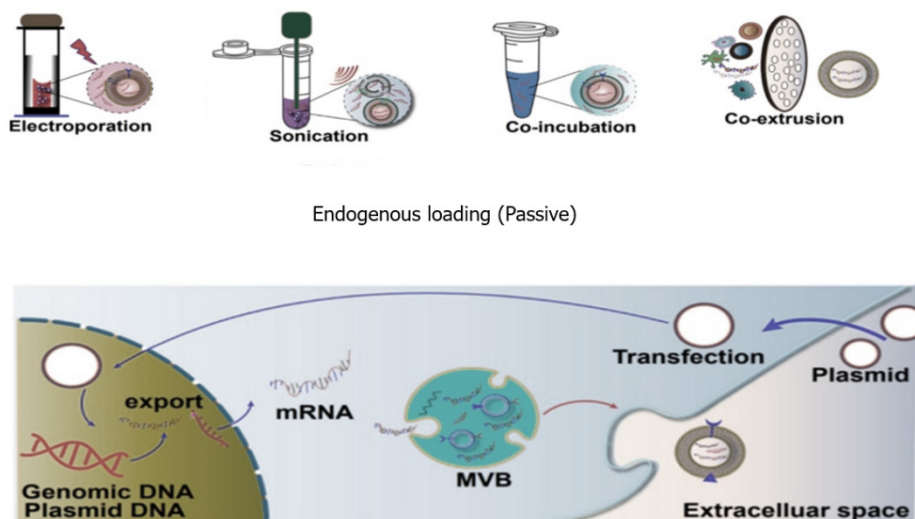 Electroporation
Sonication
Co-incubation
Co-extrusion
Endogenous loading (Passive)
Transfection
Plasmid
export
mRNA
MVB
Genomic DNA
Plasmid DNA
Extracelluar space